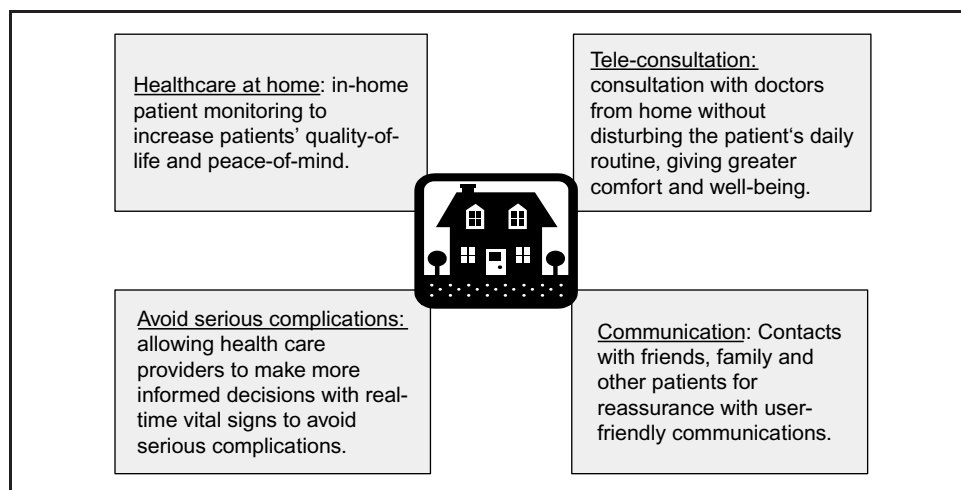 Healthcare at home: in-home
patient monitoring to
increase patients’ quality-of-
life and peace-of-mind.
Tele-consultation:
consultation with doctors
from home without
disturbing the patient‘s daily
routine, giving greater
comfort and well-being.
Avoid serious complications:
allowing health care
providers to make more
informed decisions with real-
time vital signs to avoid
serious complications.
Communication: Contacts
with friends, family and
other patients for
reassurance with user-
friendly communications.